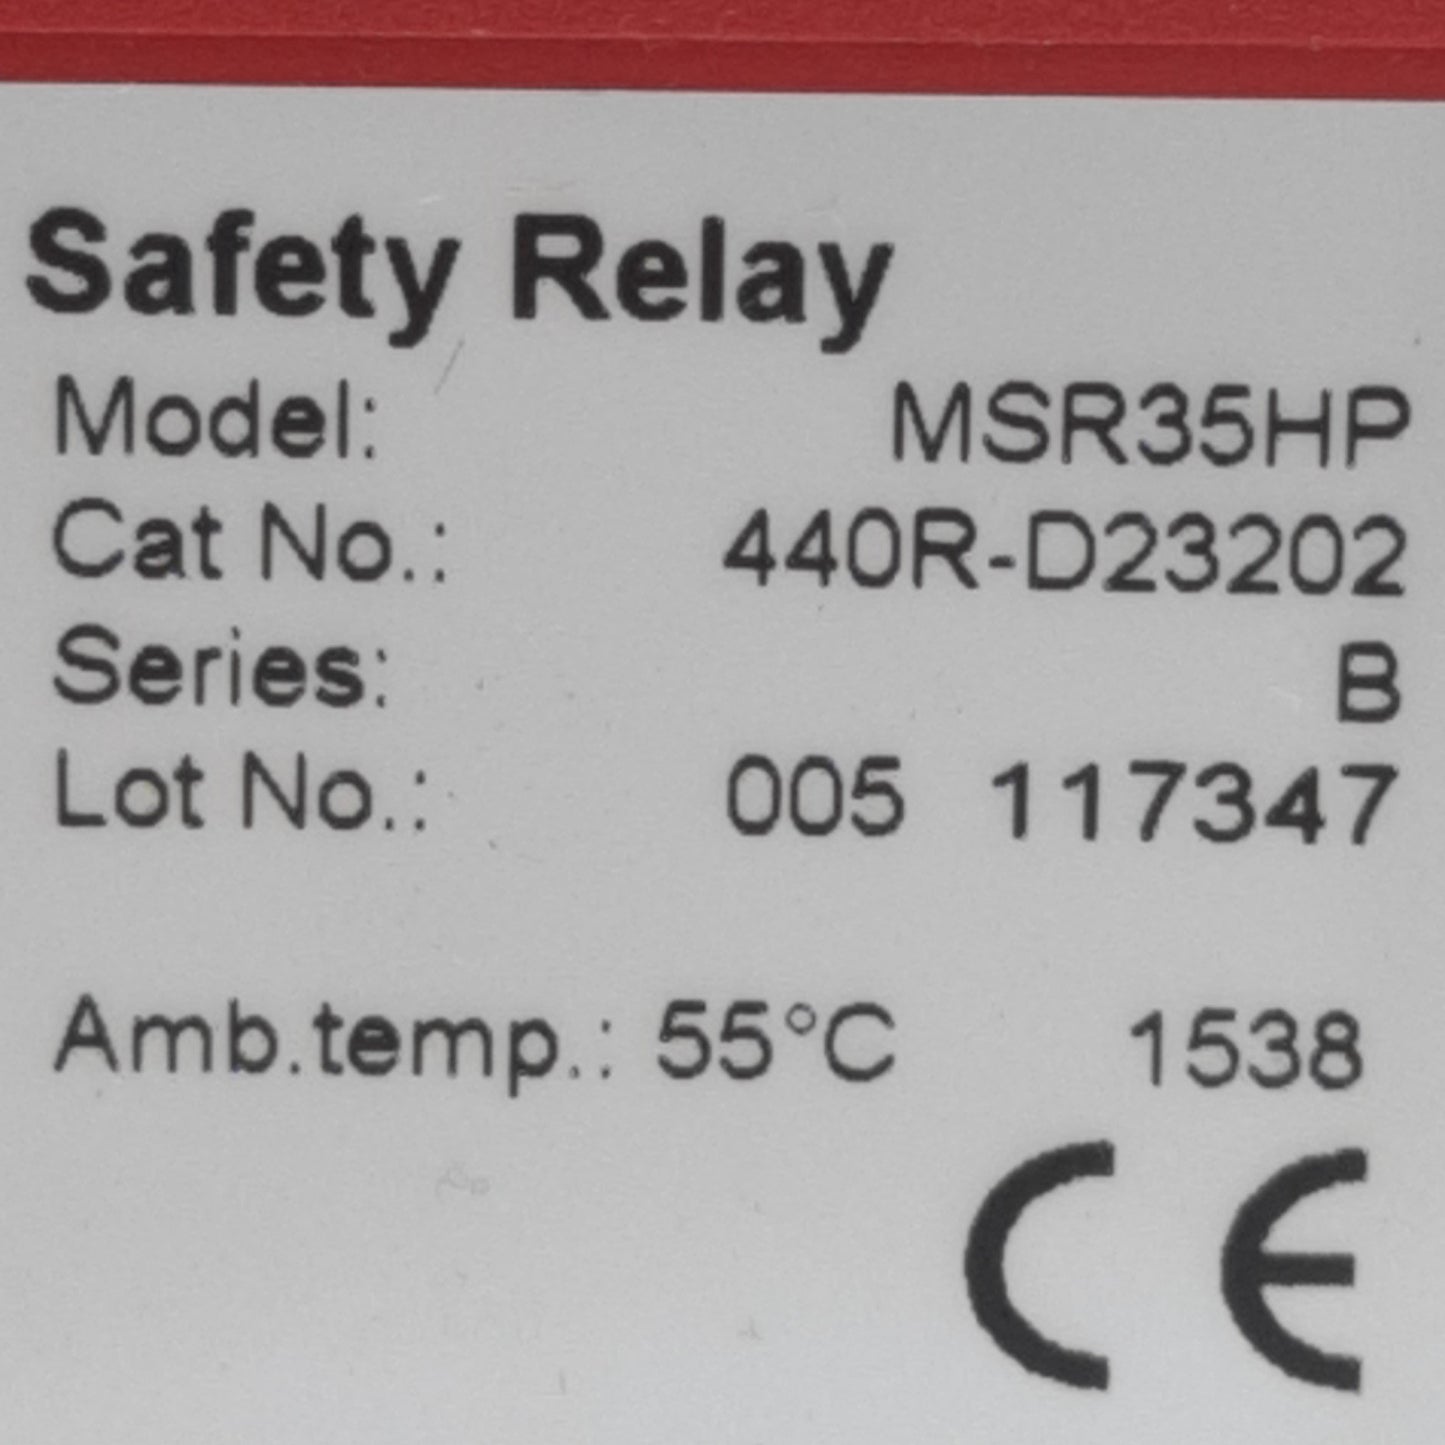 Safety Relay
Model: MSR35HP
Cat No.: 440R-D23202
Series: B
Lot No.: 005 117347
Amb.temp.: 55°C 1538
CE